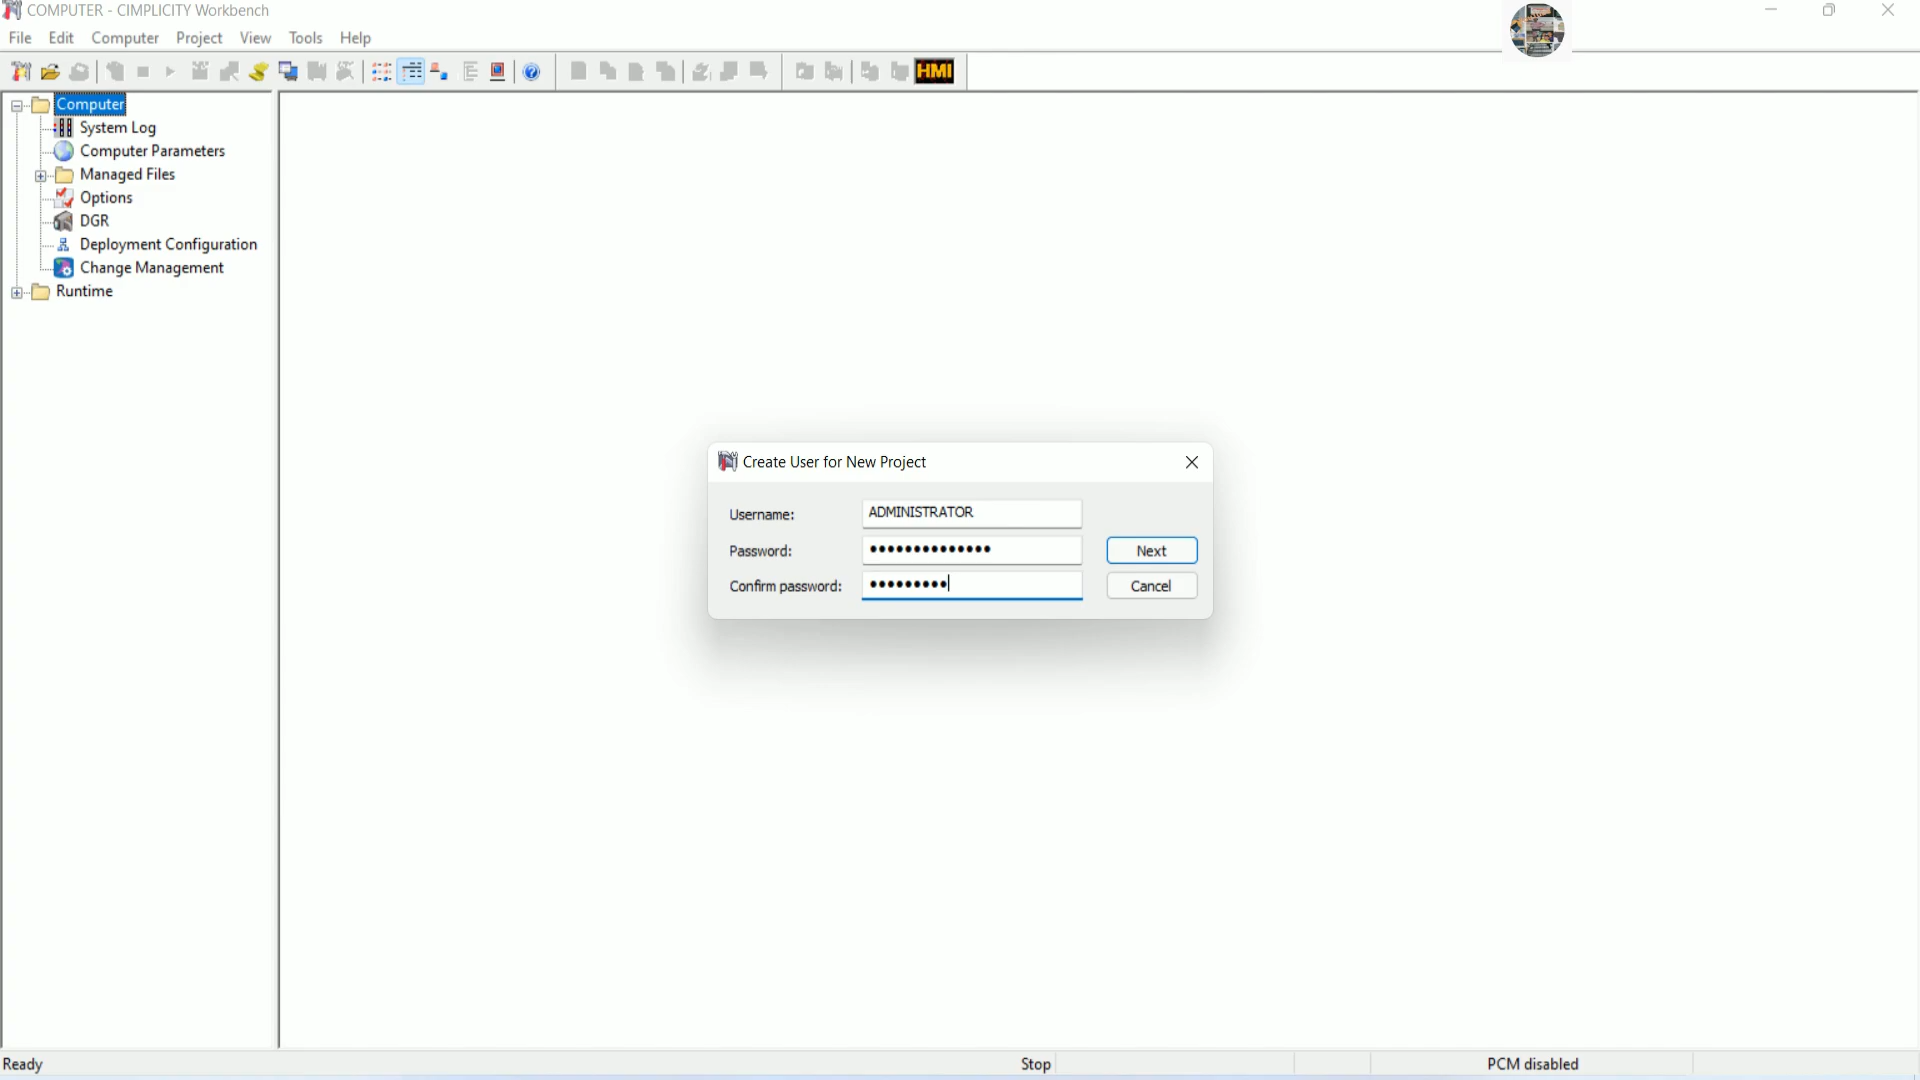 COMPUTER - CIMPLICITY Workbench
File Edit Computer Project View Tools Help
HMI
Computer
System Log
Computer Parameters
Managed Files
Options
DGR
Deployment Configuration
Change Management
Runtime
Create User for New Project
Username: ADMINISTRATOR
Password: ••••••••••••••
Next
Confirm password: •••••••••
Cancel
Ready Stop PCM disabled